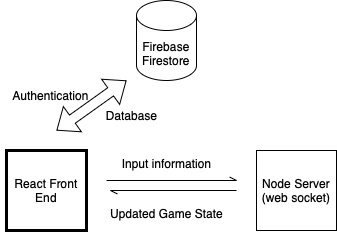 Firebase
Firestore
Authentication
Database
React Front
End
Input information
Updated Game State
Node Server
(web socket)